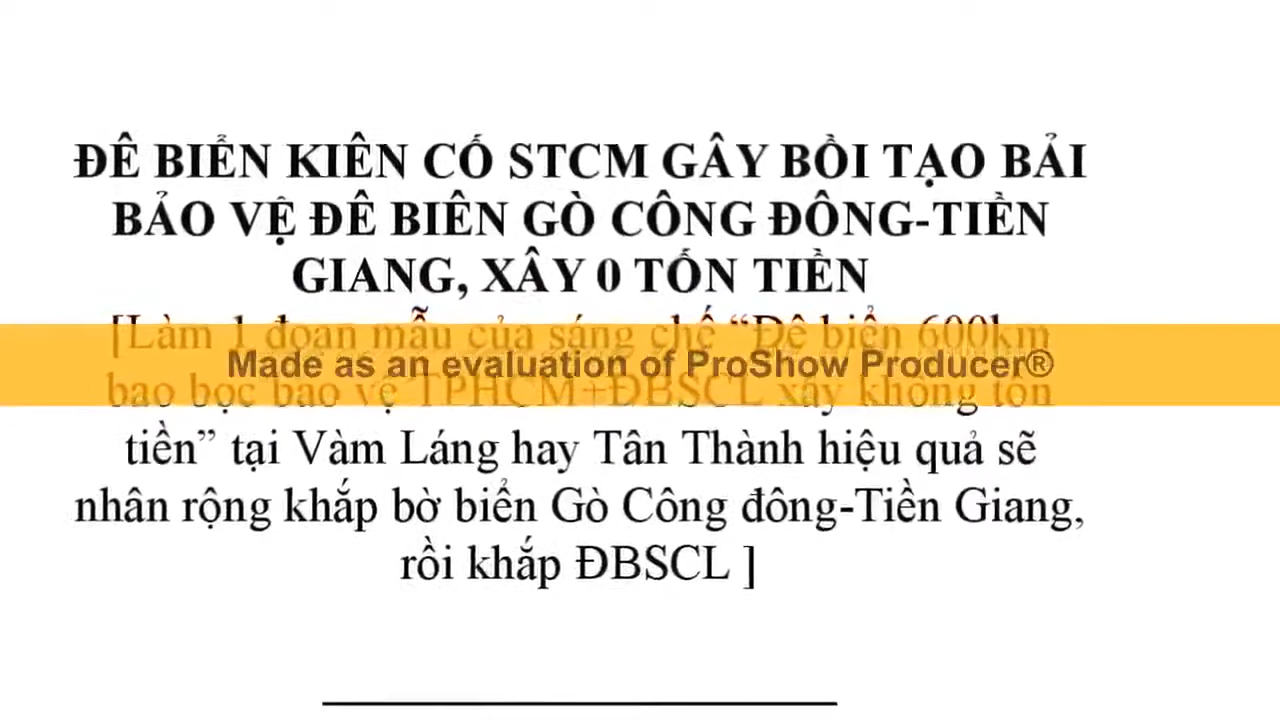 ĐÊ BIỂN KIÊN CỐ STCM GÂY BỒI TẠO BẢI
BẢO VỆ ĐÊ BIÊN GÒ CÔNG ĐÔNG-TIỀN
GIANG, XÂY 0 TỐN TIỀN
[Làm 1 đoạn mẫu của sáng chế “Đê biển 600km
Made as an evaluation of ProShow Producer®
bao bọc bảo vệ TPHCM+ĐBSCL xây không tốn
tiền” tại Vàm Láng hay Tân Thành hiệu quả sẽ
nhân rộng khắp bờ biển Gò Công đông-Tiền Giang,
rồi khắp ĐBSCL ]